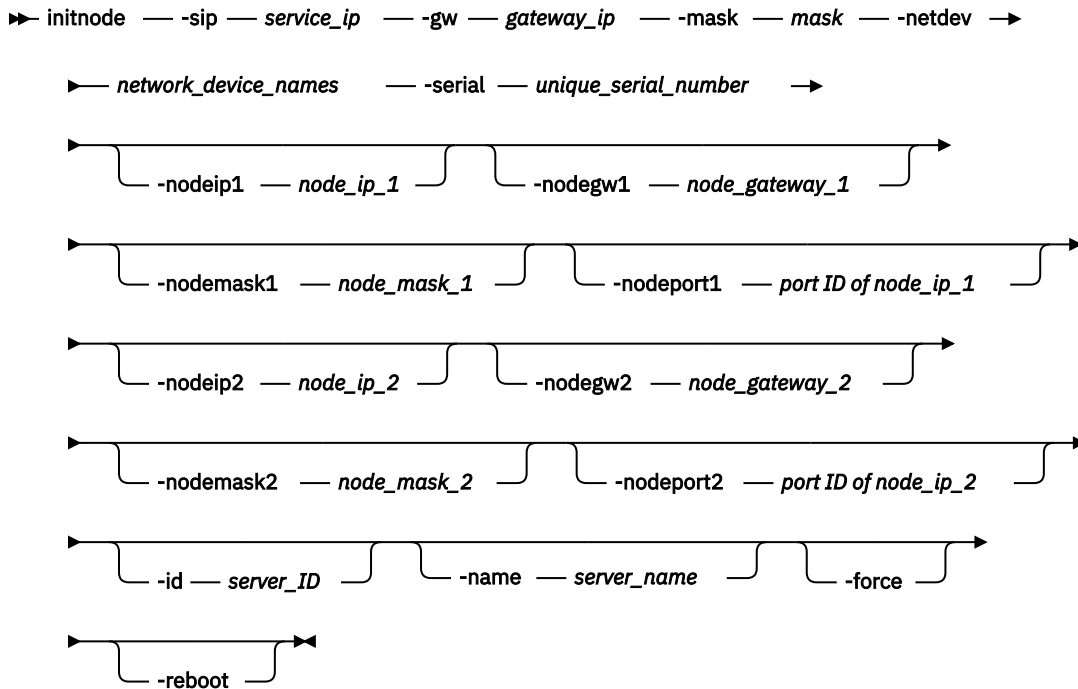 initnode -sip service_ip -gw gateway_ip -mask mask -netdev
network_device_names -serial unique_serial_number
-nodeip1 node_ip_1 -nodegw1 node_gateway_1
-nodemask1 node_mask_1 -nodeport1 port ID of node_ip_1
-nodeip2 node_ip_2 -nodegw2 node_gateway_2
-nodemask2 node_mask_2 -nodeport2 port ID of node_ip_2
-id server_ID -name server_name -force
-reboot